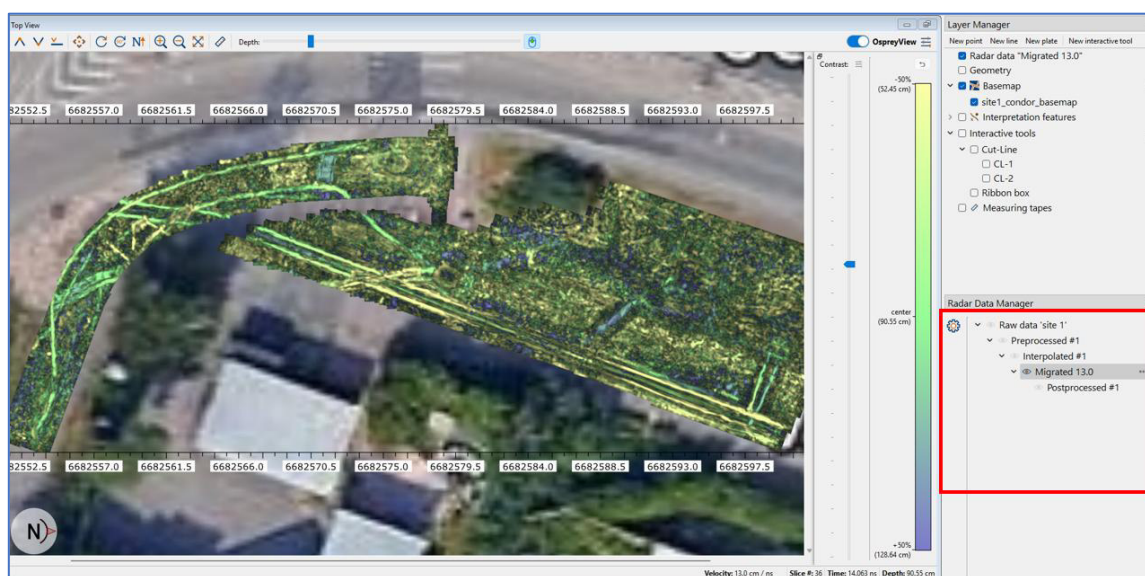 Top View
Depth:
OspreyView
82552.5 6682557.0 6682561.5 6682566.0 6682570.5 6682575.0 6682579.5 6682584.0 6682588.5 6682593.0 6682597.5
82552.5 6682557.0 6682561.5 6682566.0 6682570.5 6682575.0 6682579.5 6682584.0 6682588.5 6682593.0 6682597.5
N
Contrast:
-50%
(52.45 cm)
center
(90.55 cm)
+50%
(128.64 cm)
Velocity: 13.0 cm / ns Slice #: 36 Time: 14.063 ns Depth: 90.55 cm
Layer Manager
New point New line New plate New interactive tool
Radar data "Migrated 13.0"
Geometry
Basemap
site1_condor_basemap
Interpretation features
Interactive tools
Cut-Line
CL-1
CL-2
Ribbon box
Measuring tapes
Radar Data Manager
Raw data 'site 1'
Preprocessed #1
Interpolated #1
Migrated 13.0
Postprocessed #1